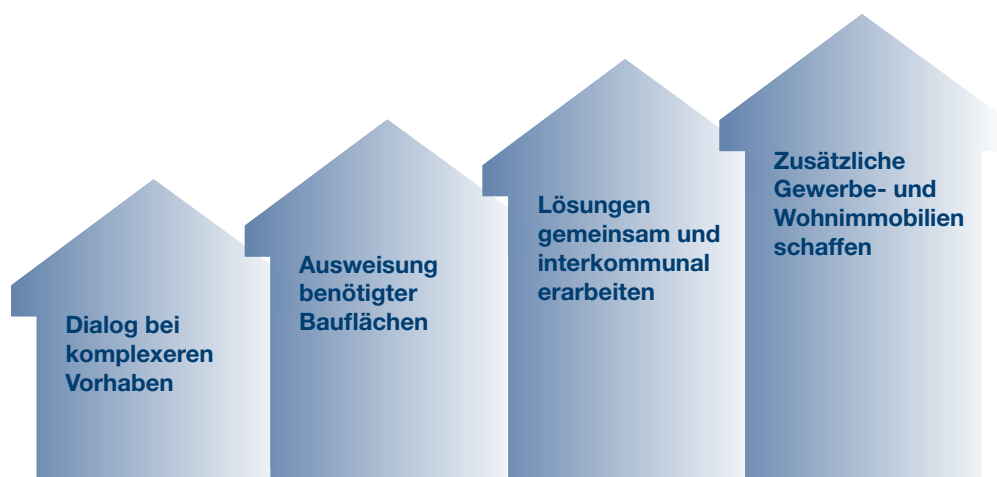 Dialog bei
komplexeren
Vorhaben
Ausweisung
benötigter
Bauflächen
Lösungen
gemeinsam und
interkommunal
erarbeiten
Zusätzliche
Gewerbe- und
Wohnimmobilien
schaffen